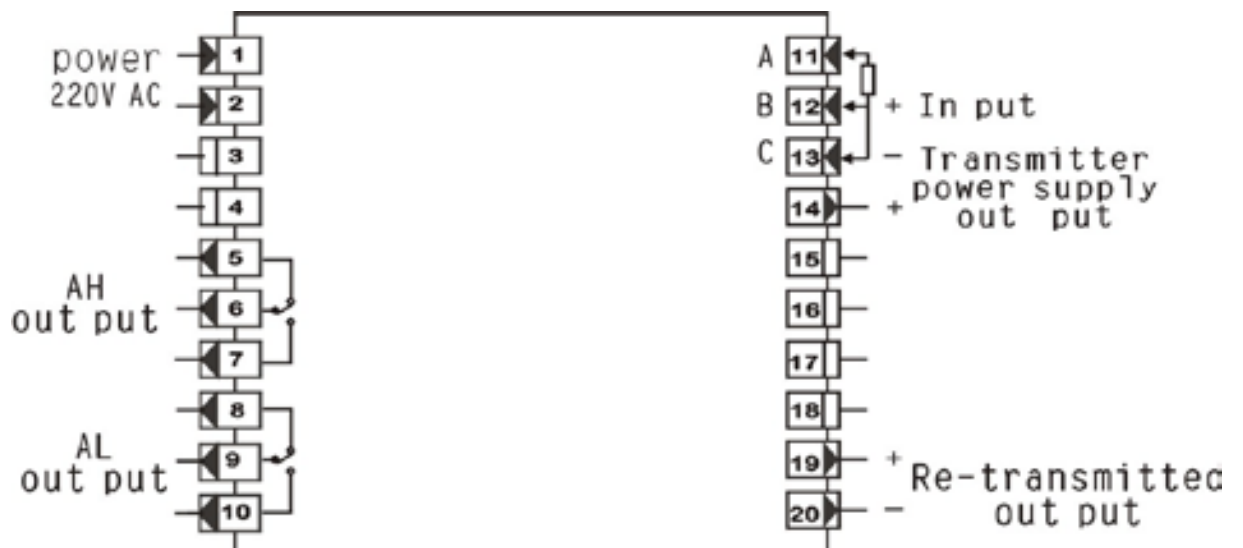 power
220V AC
1
2
3
4
5
6
7
8
9
10
AH
out put
AL
out put
A 11
B 12 + In put
C 13 - Transmitter
power supply
14 + out put
15
16
17
18
19 +
Re-transmitted
20 - out put